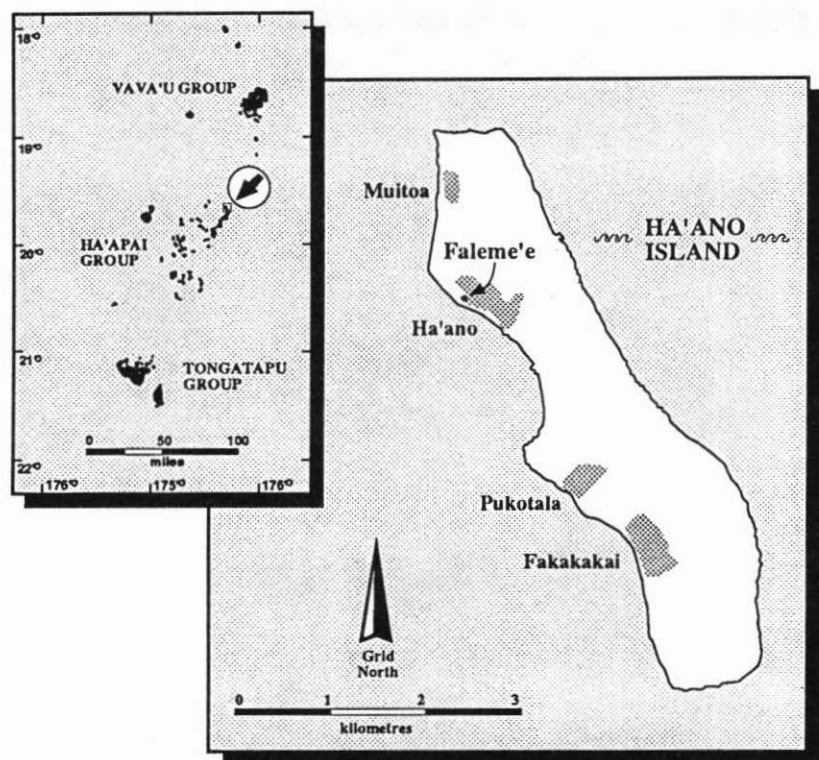 18°
VAVA'U GROUP
19°
HA'APAI
GROUP
20°
21°
TONGATAPU
GROUP
0 50 100
miles
22°
176° 175° 176°
Muitoa
HA'ANO
ISLAND
Faleme'e
Ha'ano
Pukotala
Fakakakai
Grid
North
0 1 2 3
kilometres